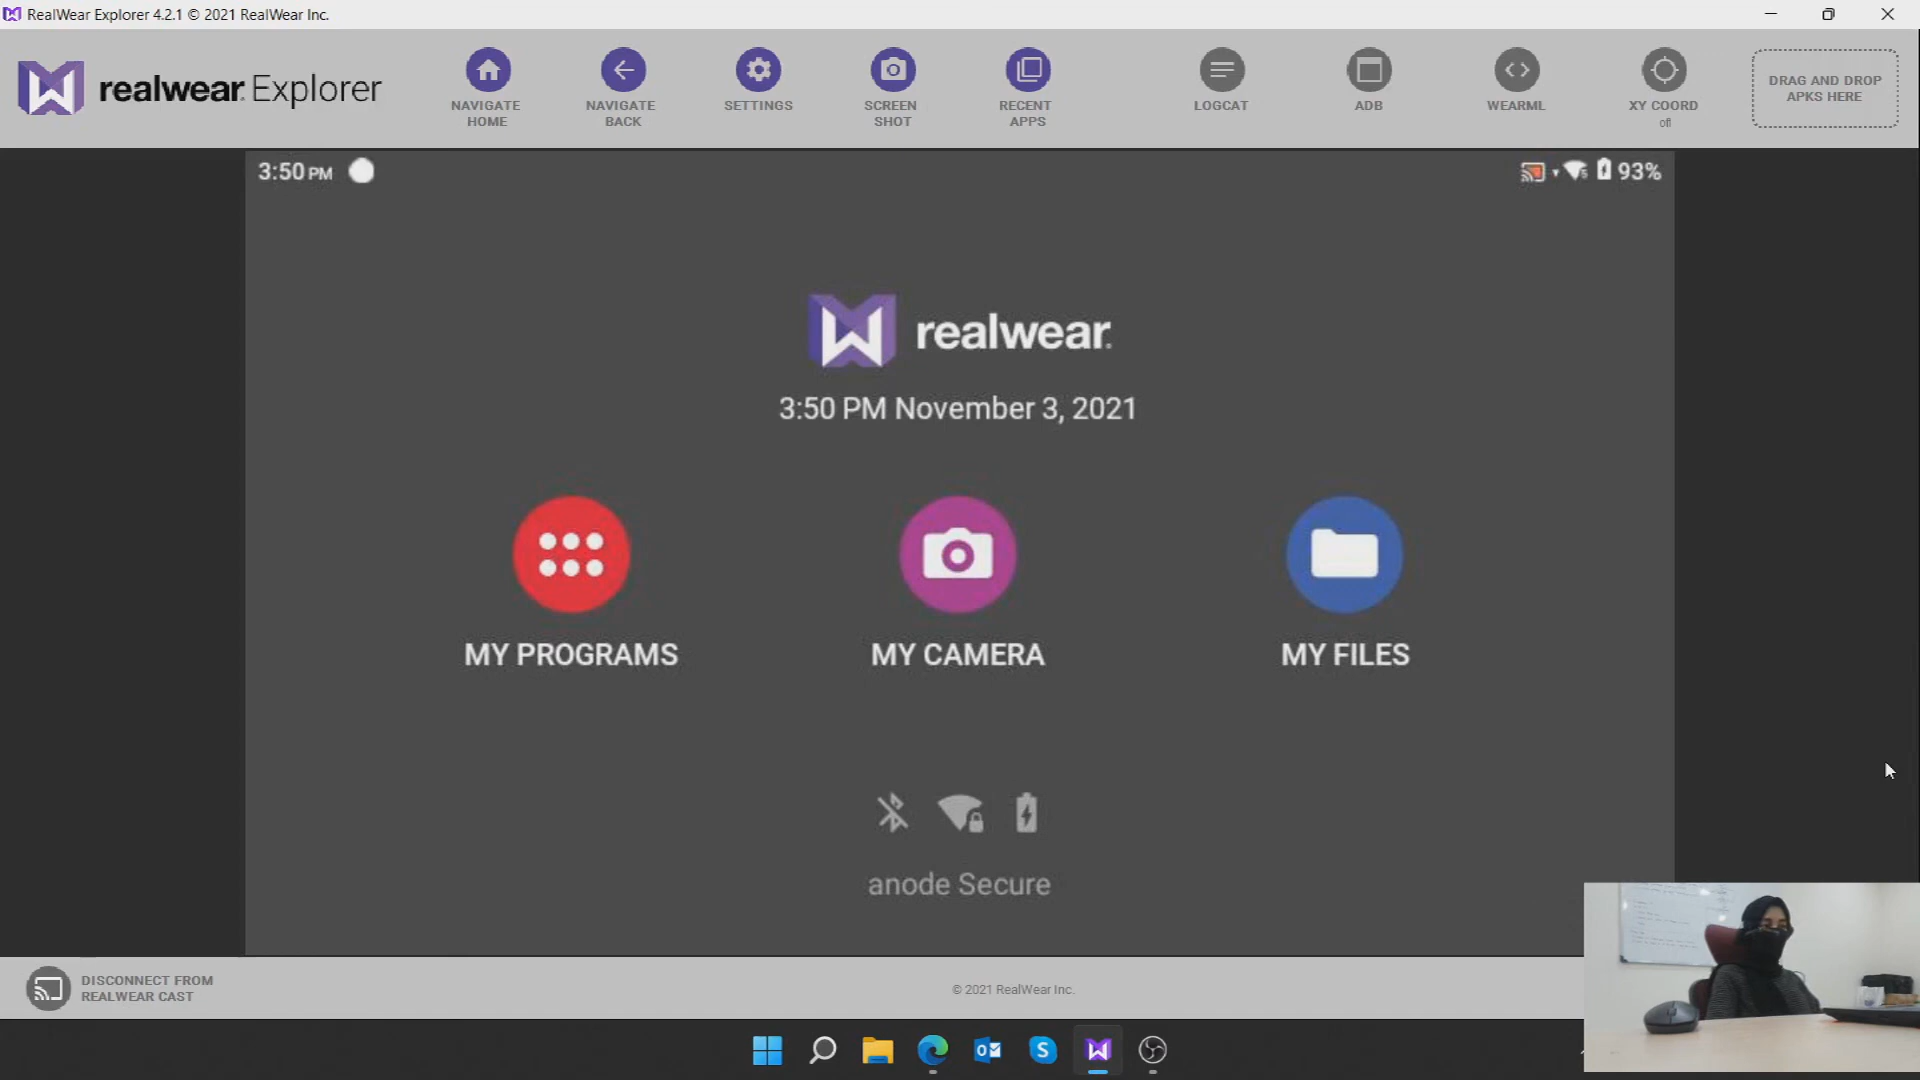 RealWear Explorer 4.2.1 © 2021 RealWear Inc.
realwear Explorer
NAVIGATE
HOME
NAVIGATE
BACK
SETTINGS
SCREEN
SHOT
RECENT
APPS
LOGCAT
ADB
WEARML
XY COORD
off
DRAG AND DROP
APKS HERE
3:50 PM
93%
realwear.
3:50 PM November 3, 2021
MY PROGRAMS
MY CAMERA
MY FILES
anode Secure
DISCONNECT FROM
REALWEAR CAST
© 2021 RealWear Inc.